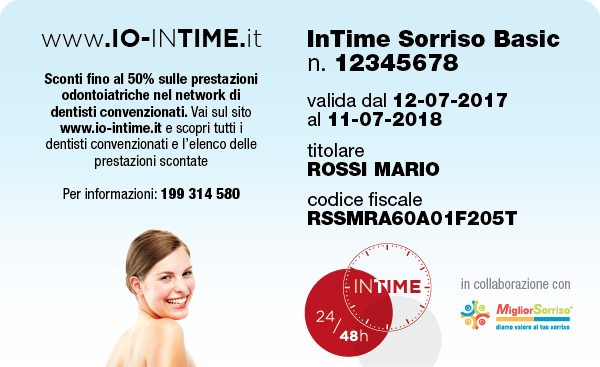 www.IO-INTIME.it
Sconti fino al 50% sulle prestazioni
odontoiatriche nel network di
dentisti convenzionati. Vai sul sito
www.io-intime.it e scopri tutti i
dentisti convenzionati e l'elenco delle
prestazioni scontate
Per informazioni: 199 314 580
InTime Sorriso Basic
n. 12345678
valida dal 12-07-2017
al 11-07-2018
titolare
ROSSI MARIO
codice fiscale
RSSMRA60A01F205T
INTIME
24/48h
in collaborazione con
MigliorSorriso®
diamo valore al tuo sorriso